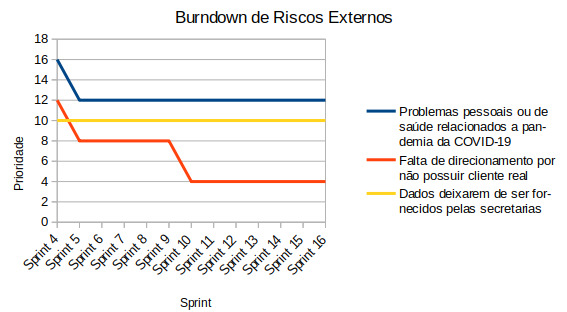 Burndown de Riscos Externos
18
16
14
12
10
8
6
4
2
0
Prioridade
Sprint 4
Sprint 5
Sprint 6
Sprint 7
Sprint 8
Sprint 9
Sprint 10
Sprint 11
Sprint 12
Sprint 13
Sprint 14
Sprint 15
Sprint 16
Sprint
Problemas pessoais ou de
saúde relacionados a pan-
demia da COVID-19
Falta de direcionamento por
não possuir cliente real
Dados deixarem de ser for-
necidos pelas secretarias